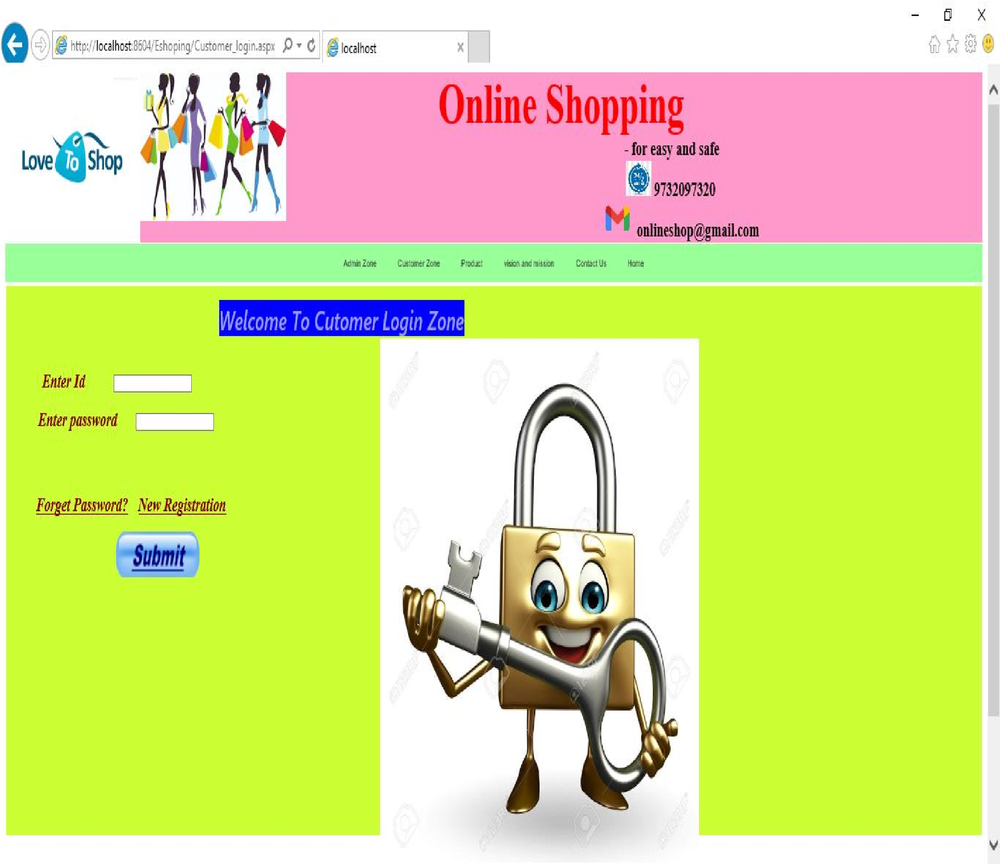 http://localhost:8604/Eshoping/Customer_login.aspx
localhost
Love To Shop
Online Shopping
- for easy and safe
9732097320
onlineshop@gmail.com
Admin Zone Customer Zone Product vision and mission Contact Us Home
Welcome To Cutomer Login Zone
Enter Id
Enter password
Forget Password? New Registration
Submit